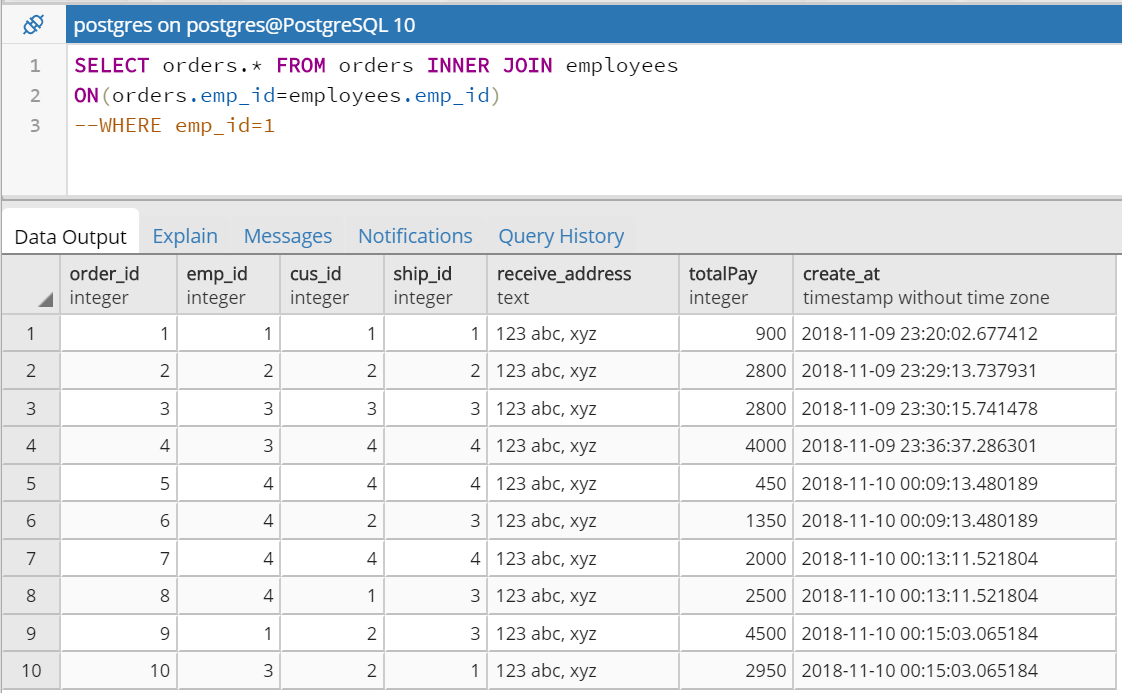 postgres on postgres@PostgreSQL 10
1 SELECT orders.* FROM orders INNER JOIN employees
2 ON(orders.emp_id=employees.emp_id)
3 --WHERE emp_id=1
Data Output Explain Messages Notifications Query History
order_id emp_id cus_id ship_id receive_address totalPay create_at
integer integer integer integer text integer timestamp without time zone
1 1 1 1 1 123 abc, xyz 900 2018-11-09 23:20:02.677412
2 2 2 2 2 123 abc, xyz 2800 2018-11-09 23:29:13.737931
3 3 3 3 3 123 abc, xyz 2800 2018-11-09 23:30:15.741478
4 4 3 4 4 123 abc, xyz 4000 2018-11-09 23:36:37.286301
5 5 4 4 4 123 abc, xyz 450 2018-11-10 00:09:13.480189
6 6 4 2 3 123 abc, xyz 1350 2018-11-10 00:09:13.480189
7 7 4 4 4 123 abc, xyz 2000 2018-11-10 00:13:11.521804
8 8 4 1 3 123 abc, xyz 2500 2018-11-10 00:13:11.521804
9 9 1 2 3 123 abc, xyz 4500 2018-11-10 00:15:03.065184
10 10 3 2 1 123 abc, xyz 2950 2018-11-10 00:15:03.065184